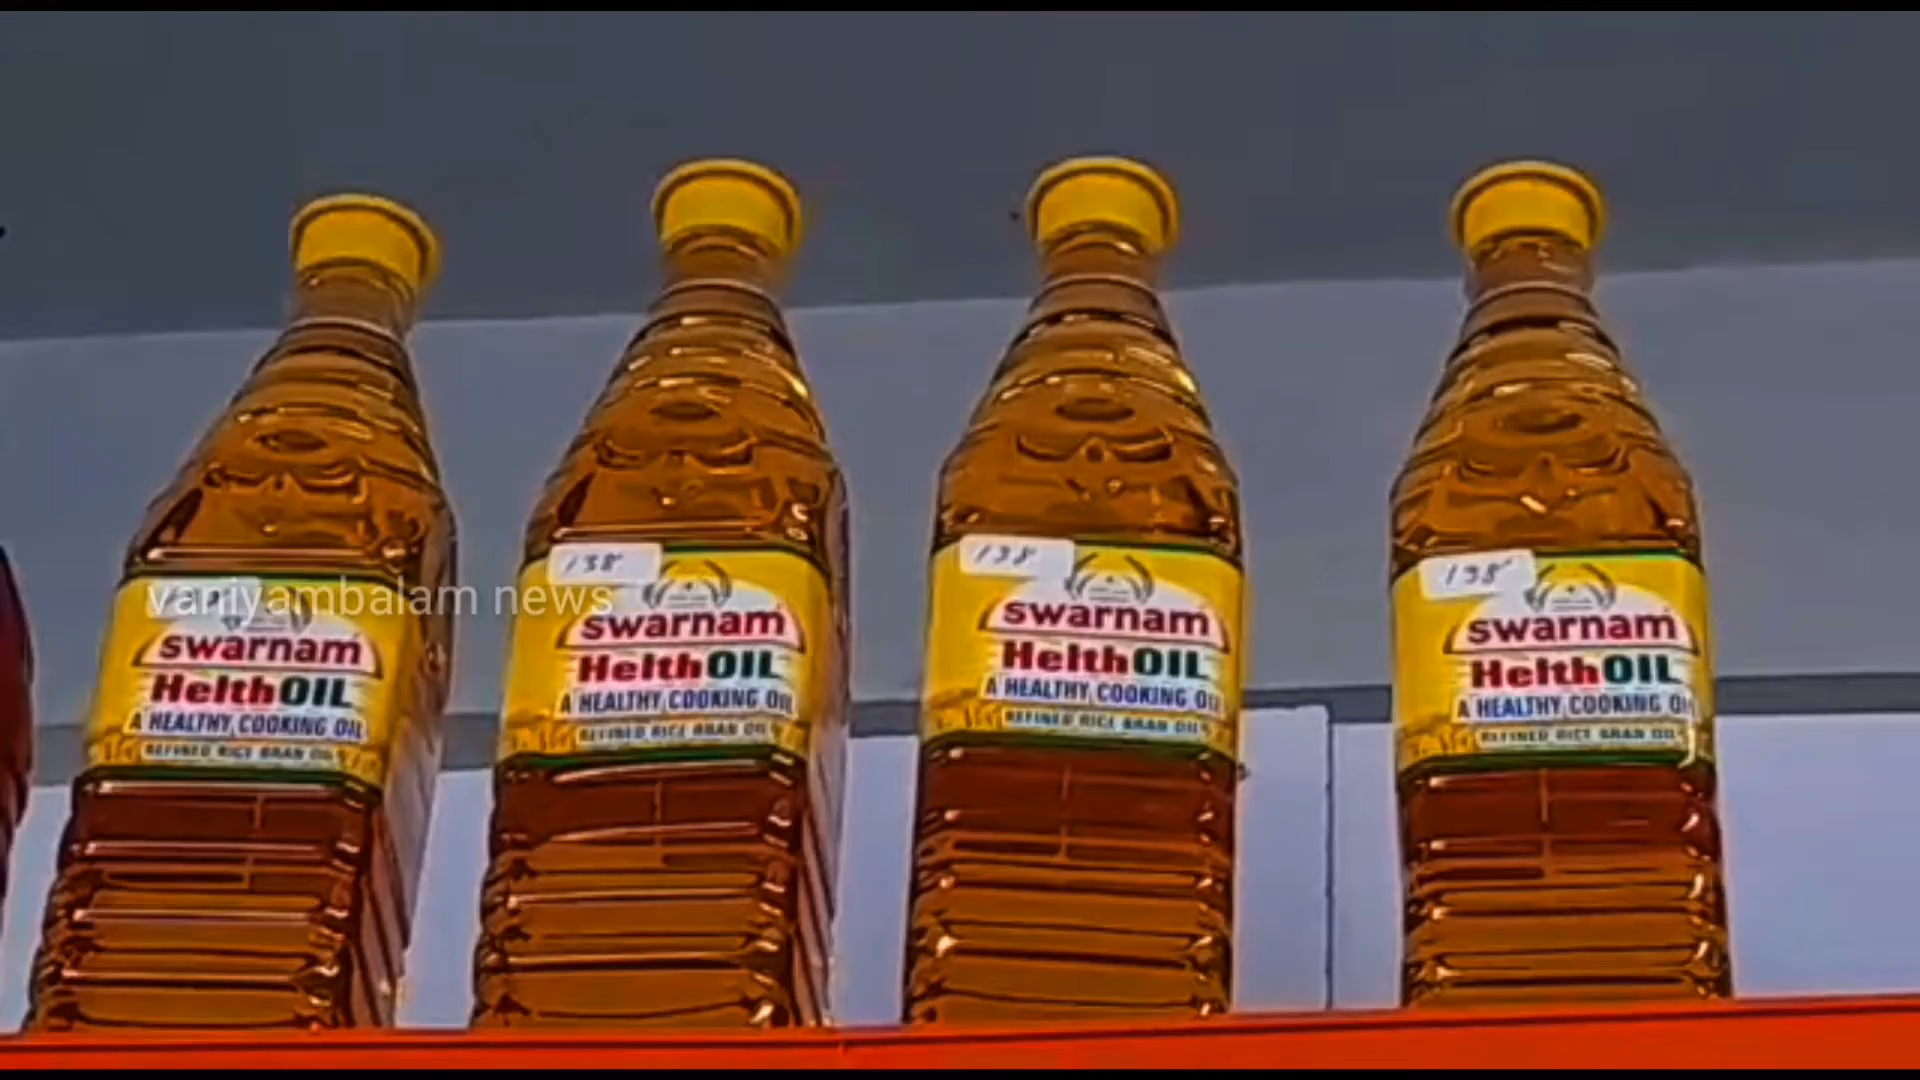 vaniyambalam news
swarnam
HelthOIL
A HEALTHY COOKING OIL
REFINED RICE BRAN OIL
138
swarnam
HelthOIL
A HEALTHY COOKING OIL
REFINED RICE BRAN OIL
138
swarnam
HelthOIL
A HEALTHY COOKING OIL
REFINED RICE BRAN OIL
138
swarnam
HelthOIL
A HEALTHY COOKING OIL
REFINED RICE BRAN OIL